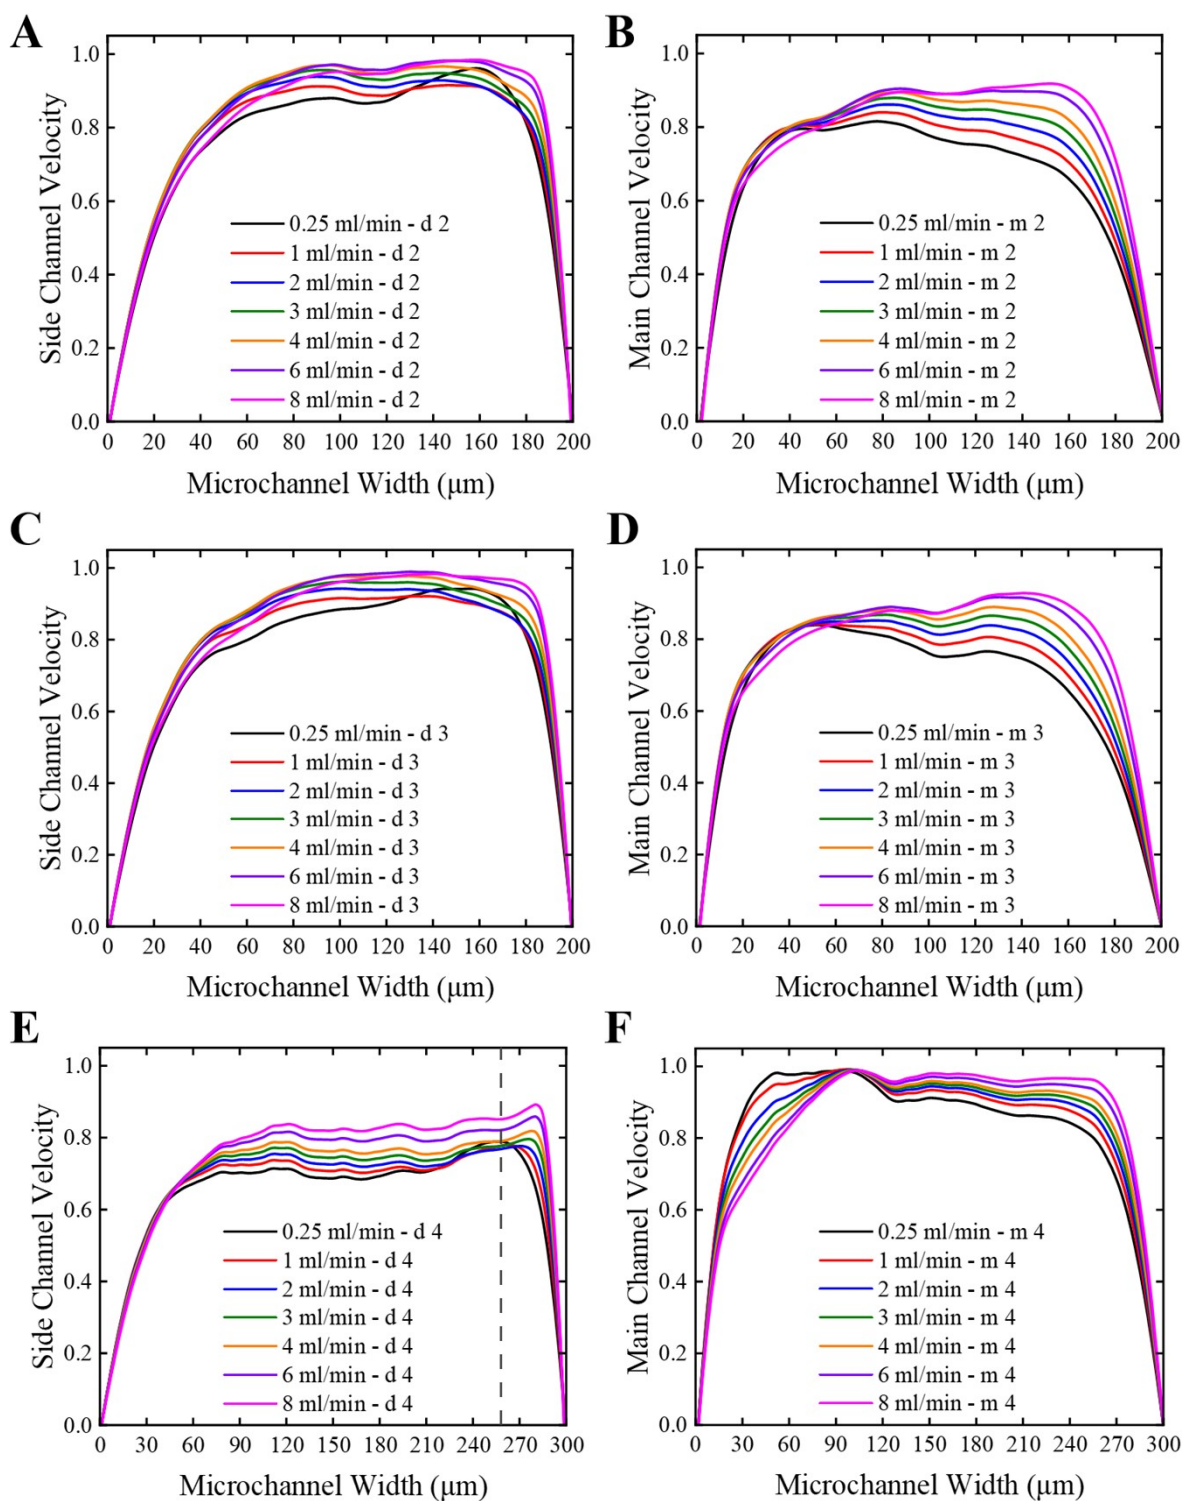 A
Side Channel Velocity
1.0
0.8
0.6
0.4
0.2
0.0
0.25 ml/min - d 2
1 ml/min - d 2
2 ml/min - d 2
3 ml/min - d 2
4 ml/min - d 2
6 ml/min - d 2
8 ml/min - d 2
0 20 40 60 80 100 120 140 160 180 200
Microchannel Width (μm)
B
Main Channel Velocity
1.0
0.8
0.6
0.4
0.2
0.0
0.25 ml/min - m 2
1 ml/min - m 2
2 ml/min - m 2
3 ml/min - m 2
4 ml/min - m 2
6 ml/min - m 2
8 ml/min - m 2
0 20 40 60 80 100 120 140 160 180 200
Microchannel Width (μm)
C
Side Channel Velocity
1.0
0.8
0.6
0.4
0.2
0.0
0.25 ml/min - d 3
1 ml/min - d 3
2 ml/min - d 3
3 ml/min - d 3
4 ml/min - d 3
6 ml/min - d 3
8 ml/min - d 3
0 20 40 60 80 100 120 140 160 180 200
Microchannel Width (μm)
D
Main Channel Velocity
1.0
0.8
0.6
0.4
0.2
0.0
0.25 ml/min - m 3
1 ml/min - m 3
2 ml/min - m 3
3 ml/min - m 3
4 ml/min - m 3
6 ml/min - m 3
8 ml/min - m 3
0 20 40 60 80 100 120 140 160 180 200
Microchannel Width (μm)
E
Side Channel Velocity
1.0
0.8
0.6
0.4
0.2
0.0
0.25 ml/min - d 4
1 ml/min - d 4
2 ml/min - d 4
3 ml/min - d 4
4 ml/min - d 4
6 ml/min - d 4
8 ml/min - d 4
0 30 60 90 120 150 180 210 240 270 300
Microchannel Width (μm)
F
Main Channel Velocity
1.0
0.8
0.6
0.4
0.2
0.0
0.25 ml/min - m 4
1 ml/min - m 4
2 ml/min - m 4
3 ml/min - m 4
4 ml/min - m 4
6 ml/min - m 4
8 ml/min - m 4
0 30 60 90 120 150 180 210 240 270 300
Microchannel Width (μm)